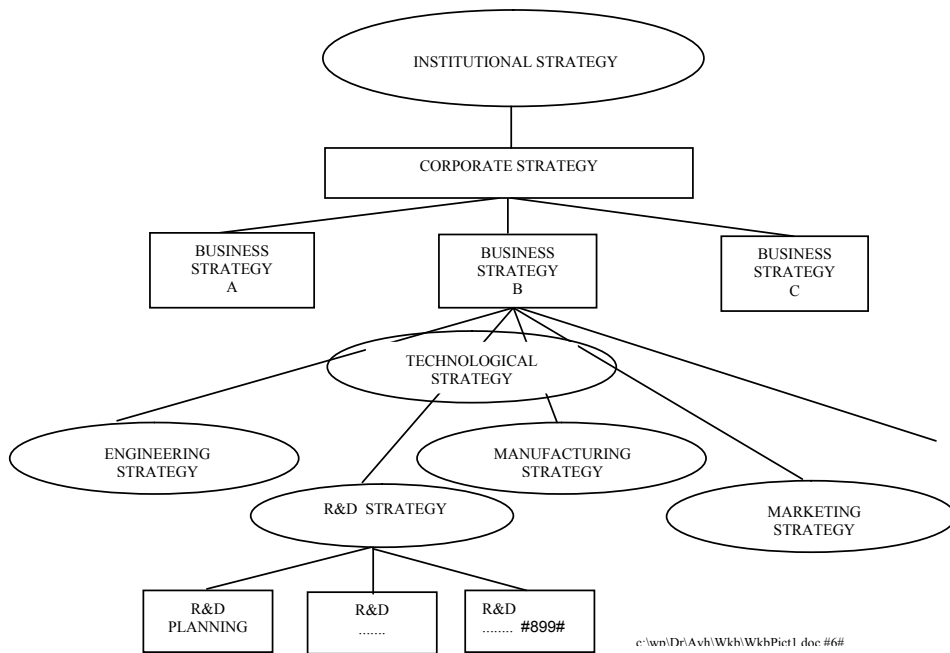 INSTITUTIONAL STRATEGY
CORPORATE STRATEGY
BUSINESS
STRATEGY
A
BUSINESS
STRATEGY
B
BUSINESS
STRATEGY
C
TECHNOLOGICAL
STRATEGY
ENGINEERING
STRATEGY
MANUFACTURING
STRATEGY
R&D STRATEGY
MARKETING
STRATEGY
R&D
PLANNING
R&D
.......
R&D
........ #899#
c:\wp\Dr\Ayh\Wkb\WkbPict1.doc #6#